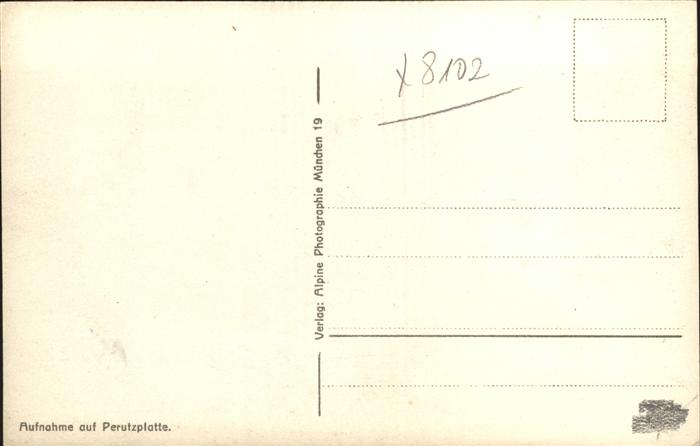 x 8102
Verlag: Alpine Photographie München 19
Aufnahme auf Perutzplatte.